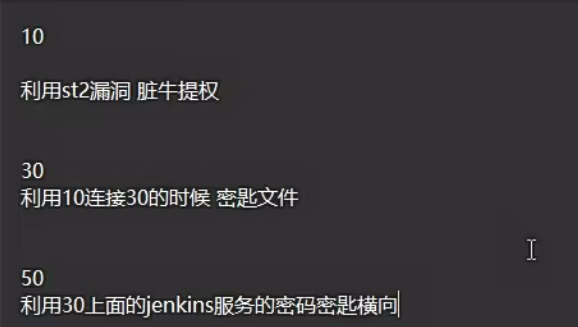 10
利用st2漏洞 脏牛提权
30
利用10连接30的时候 密匙文件
50
利用30上面的jenkins服务的密码密匙横向